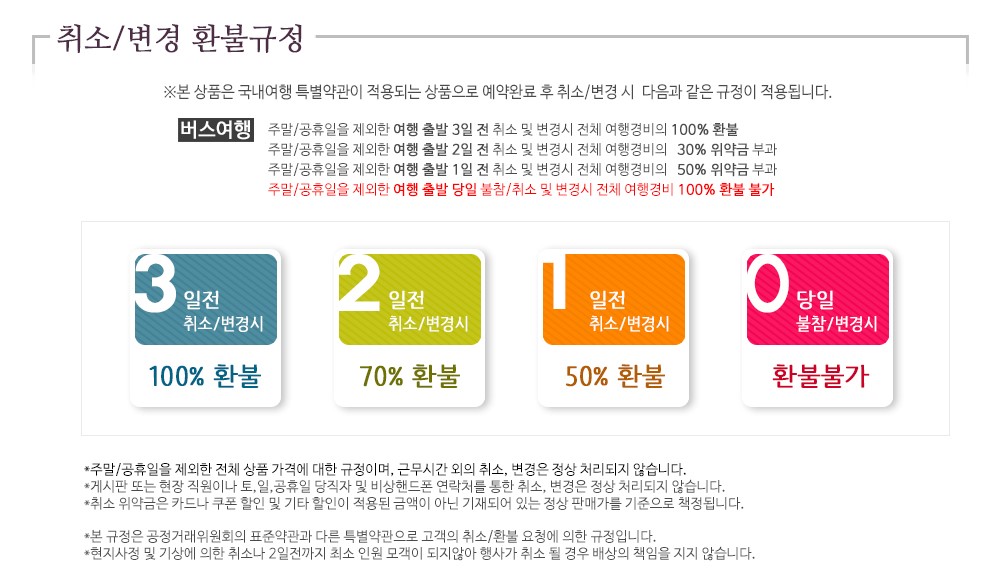 취소/변경 환불규정
※본 상품은 국내여행 특별약관이 적용되는 상품으로 예약완료 후 취소/변경 시 다음과 같은 규정이 적용됩니다.
버스여행 주말/공휴일을 제외한 여행 출발 3일 전 취소 및 변경시 전체 여행경비의 100% 환불
주말/공휴일을 제외한 여행 출발 2일 전 취소 및 변경시 전체 여행경비의 30% 위약금 부과
주말/공휴일을 제외한 여행 출발 1일 전 취소 및 변경시 전체 여행경비의 50% 위약금 부과
주말/공휴일을 제외한 여행 출발 당일 불참/취소 및 변경시 전체 여행경비 100% 환불 불가
3 일전
취소/변경시
100% 환불
2 일전
취소/변경시
70% 환불
1 일전
취소/변경시
50% 환불
0 당일
불참/변경시
환불불가
*주말/공휴일을 제외한 전체 상품 가격에 대한 규정이며, 근무시간 외의 취소, 변경은 정상 처리되지 않습니다.
*게시판 또는 현장 직원이나 토,일,공휴일 당직자 및 비상핸드폰 연락처를 통한 취소, 변경은 정상 처리되지 않습니다.
*취소 위약금은 카드나 쿠폰 할인 및 기타 할인이 적용된 금액이 아닌 기재되어 있는 정상 판매가를 기준으로 책정됩니다.
*본 규정은 공정거래위원회의 표준약관과 다른 특별약관으로 고객의 취소/환불 요청에 의한 규정입니다.
*현지사정 및 기상에 의한 취소나 2일전까지 최소 인원 모객이 되지않아 행사가 취소 될 경우 배상의 책임을 지지 않습니다.